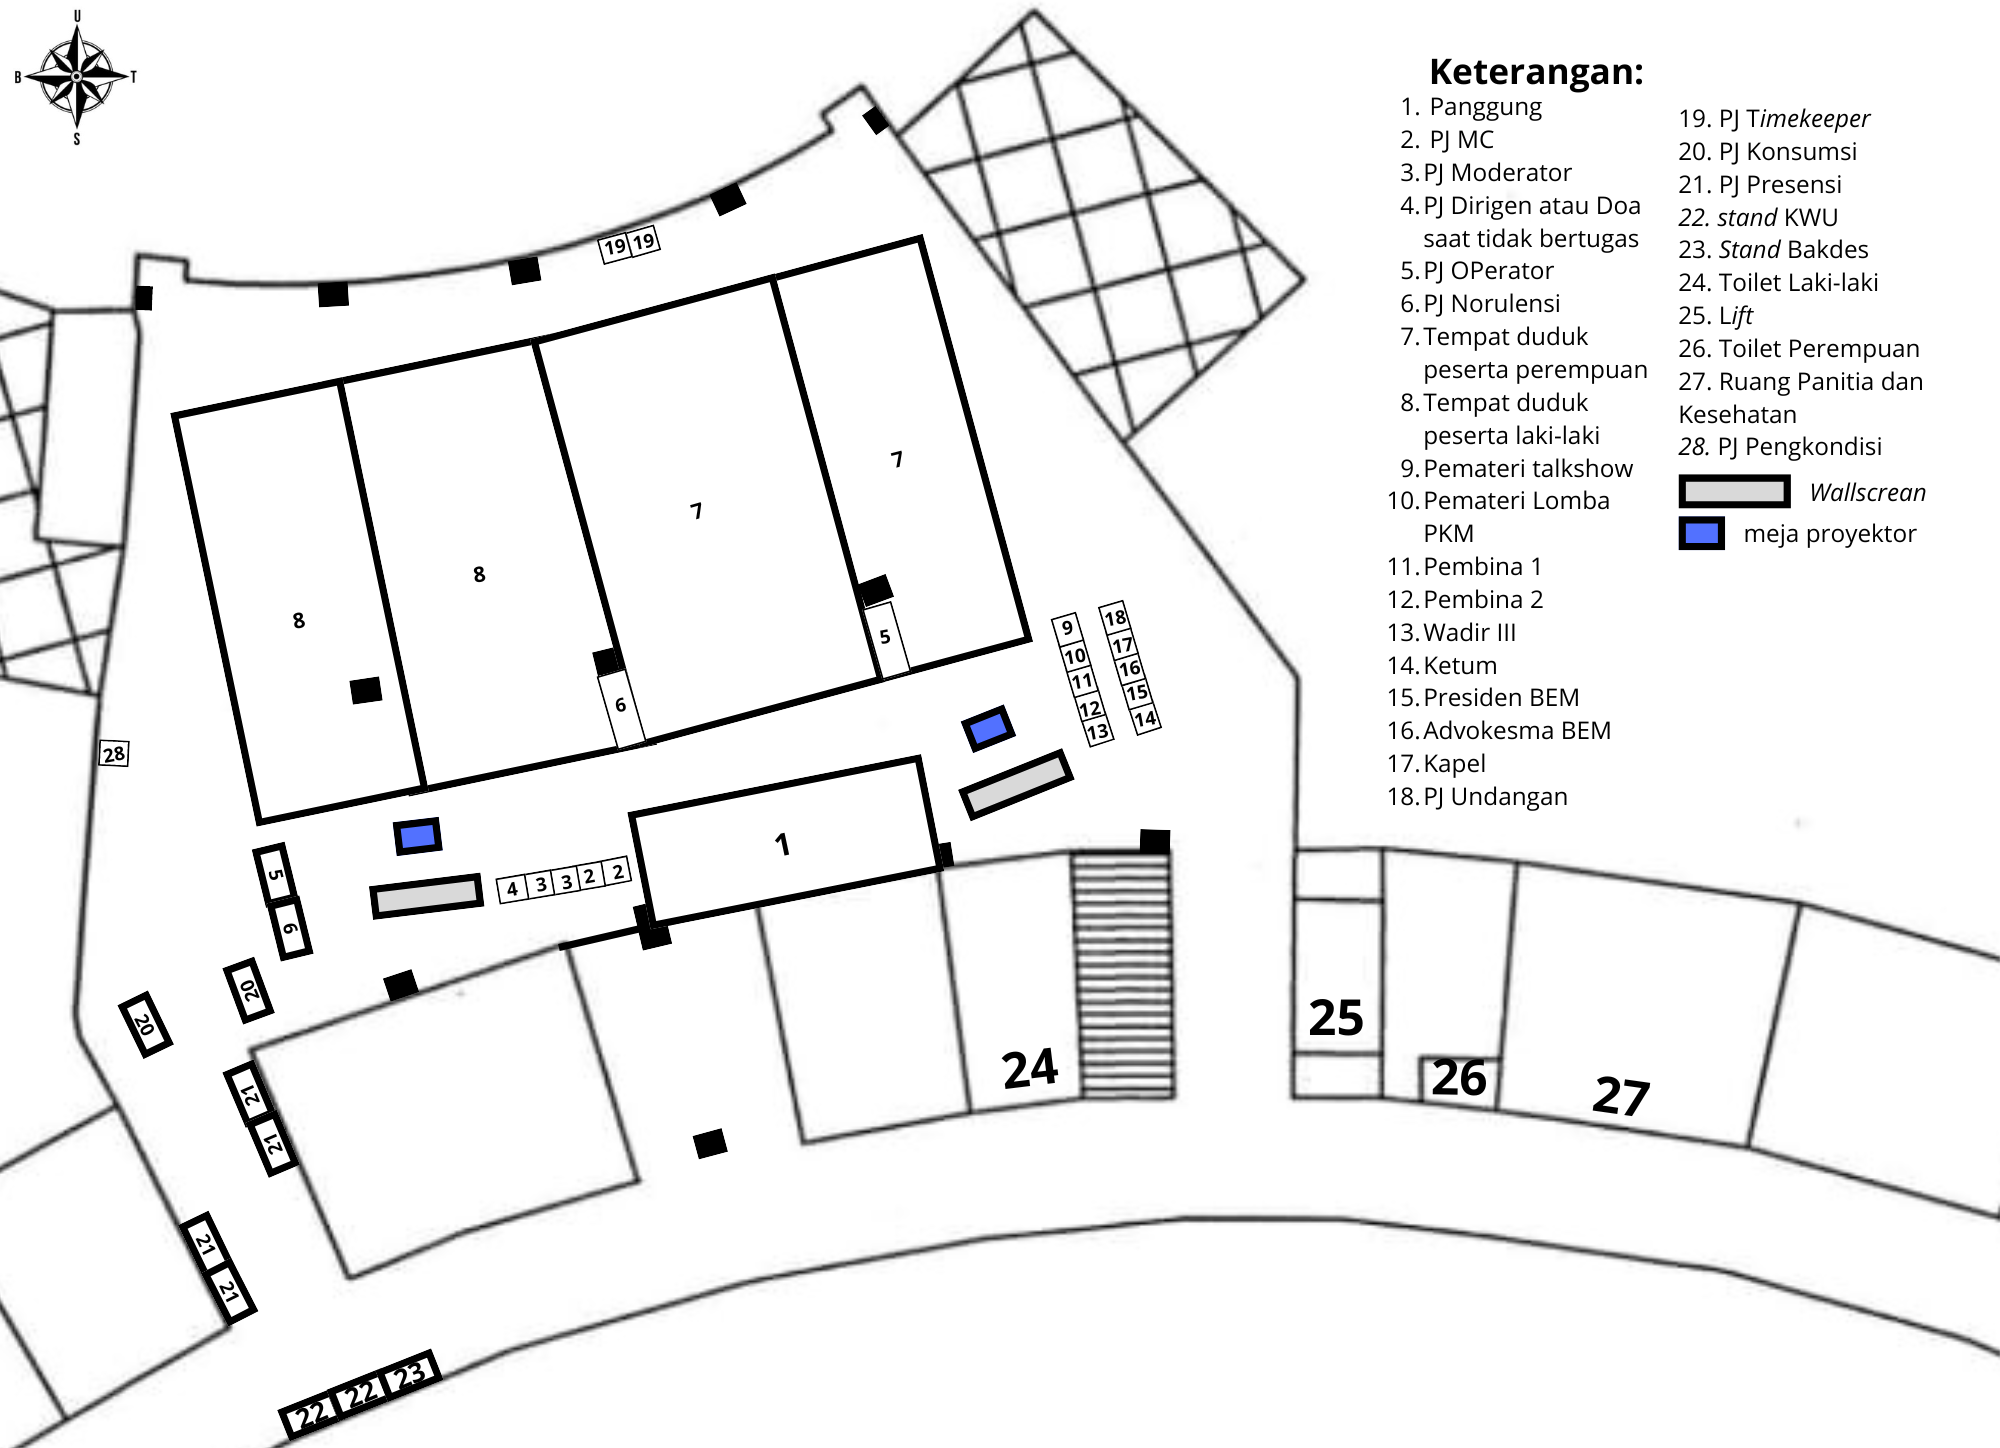 U
B
T
S
Keterangan:
1. Panggung
2. PJ MC
3. PJ Moderator
4. PJ Dirigen atau Doa
saat tidak bertugas
5. PJ OPerator
6. PJ Norulensi
7. Tempat duduk
peserta perempuan
8. Tempat duduk
peserta laki-laki
9. Pemateri talkshow
10. Pemateri Lomba
PKM
11. Pembina 1
12. Pembina 2
13. Wadir III
14. Ketum
15. Presiden BEM
16. Advokesma BEM
17. Kapel
18. PJ Undangan
19. PJ Timekeeper
20. PJ Konsumsi
21. PJ Presensi
22. stand KWU
23. Stand Bakdes
24. Toilet Laki-laki
25. Lift
26. Toilet Perempuan
27. Ruang Panitia dan
Kesehatan
28. PJ Pengkondisi
Wallscrean
meja proyektor
19 19
7
7
8
8
5
6
9
10
11
12
13
18
17
16
15
14
28
1
4 3 3 2 2
5
6
20
20
21
21
21
21
22 22 23
24
25
26
27